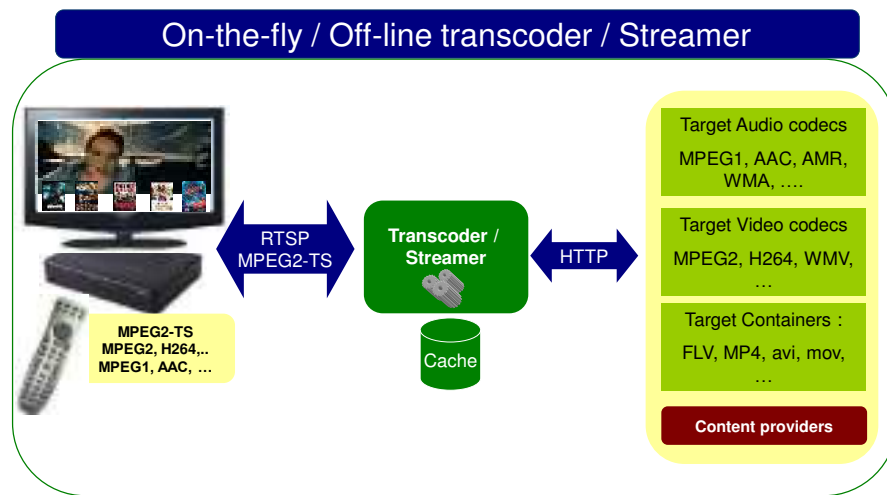 On-the-fly / Off-line transcoder / Streamer
RTSP
MPEG2-TS
MPEG2-TS
MPEG2, H264,..
MPEG1, AAC, …
Transcoder /
Streamer
Cache
HTTP
Target Audio codecs
MPEG1, AAC, AMR,
WMA, ….
Target Video codecs
MPEG2, H264, WMV,
…
Target Containers :
FLV, MP4, avi, mov,
…
Content providers